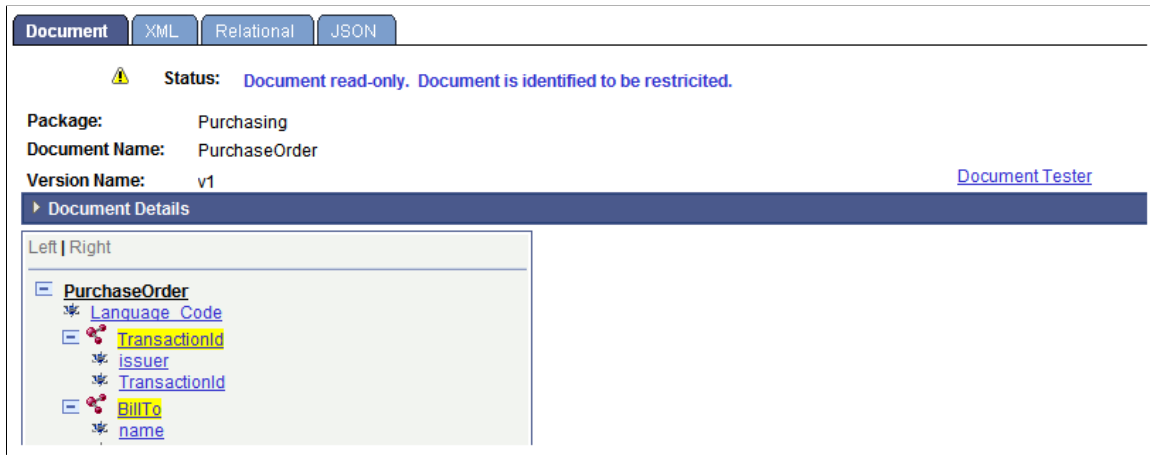 Document XML Relational JSON
Status: Document read-only. Document is identified to be restricited.
Package: Purchasing
Document Name: PurchaseOrder
Version Name: v1 Document Tester
Document Details
Left | Right
PurchaseOrder
Language_Code
TransactionId
issuer
TransactionId
BillTo
name